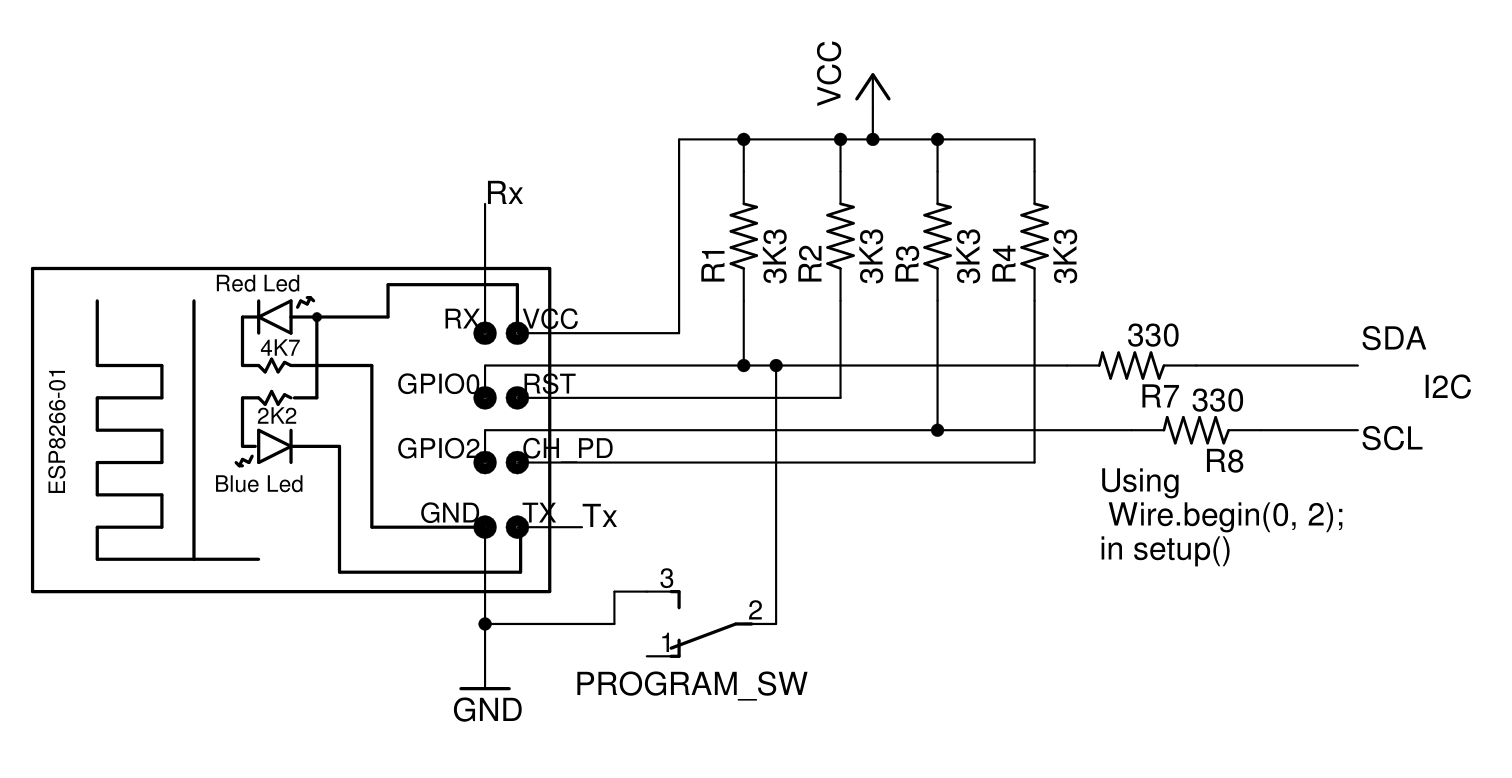 VCC
Rx
R1
3K3
R2
3K3
R3
3K3
R4
3K3
Red Led
RX
VCC
4K7
330
SDA
ESP8266-01
GPIO0
RST
R7
I2C
2K2
330
GPIO2
CH_PD
SCL
Blue Led
R8
GND
TX
Tx
Using
Wire.begin(0, 2);
in setup()
3
2
1
PROGRAM_SW
GND